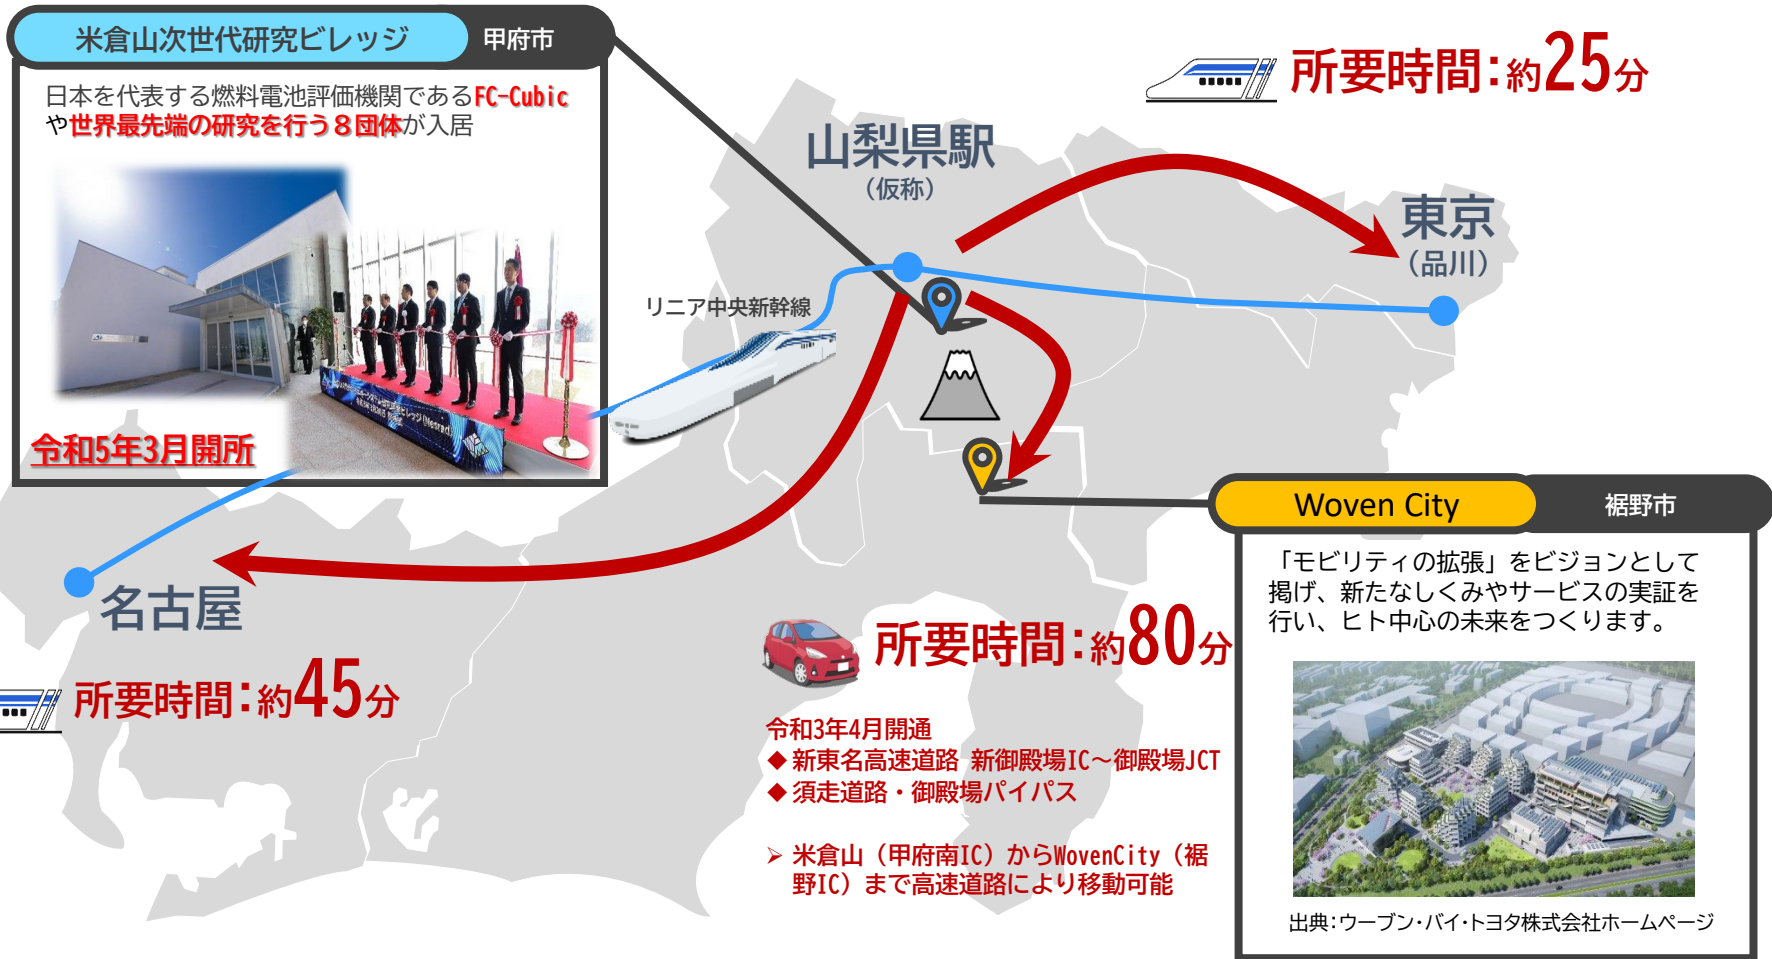 米倉山次世代研究ビレッジ
甲府市
日本を代表する燃料電池評価機関であるFC-Cubic
や世界最先端の研究を行う８団体が入居
令和5年3月開所
所要時間：約25分
山梨県駅
（仮称）
東京
（品川）
リニア中央新幹線
名古屋
所要時間：約45分
所要時間：約80分
令和3年4月開通
◆ 新東名高速道路 新御殿場IC～御殿場JCT
◆ 須走道路・御殿場パイパス
➢ 米倉山（甲府南IC）からWovenCity（裾
野IC）まで高速道路により移動可能
Woven City
裾野市
「モビリティの拡張」をビジョンとして
掲げ、新たなしくみやサービスの実証を
行い、ヒト中心の未来をつくります。
出典：ウーブン・バイ・トヨタ株式会社ホームページ